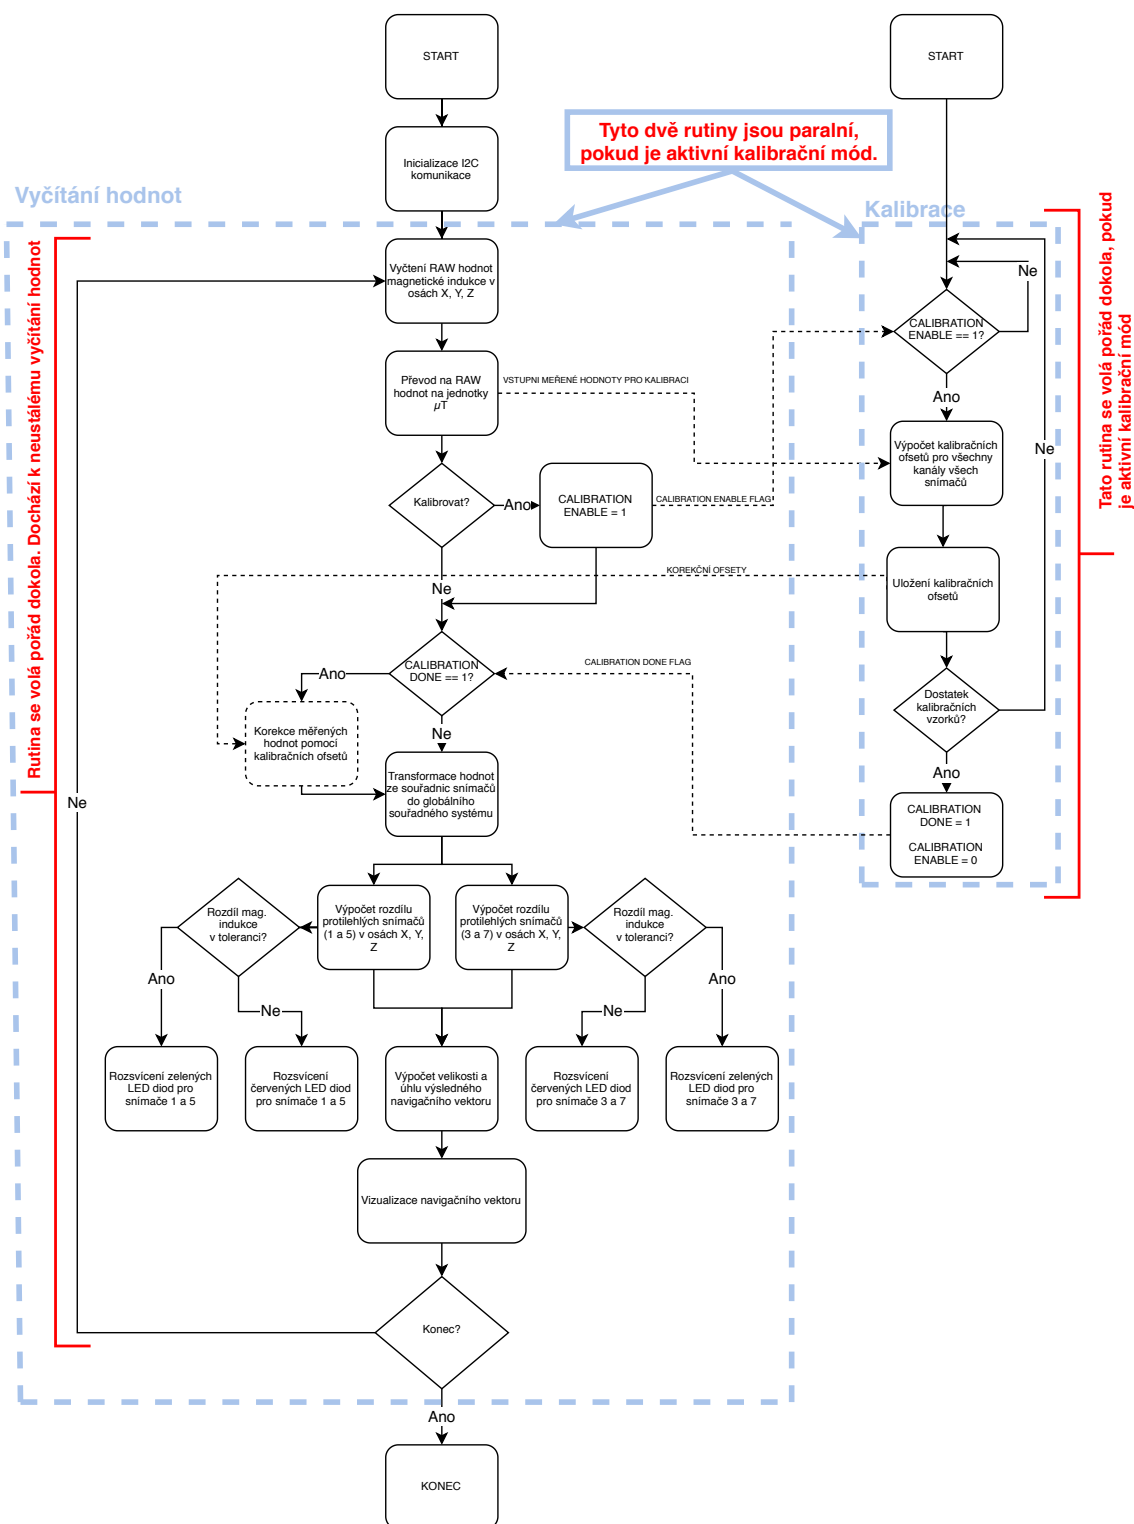 START
START
Inicializace I2C
komunikace
Tyto dvě rutiny jsou paralní,
pokud je aktivní kalibrační mód.
Vyčítání hodnot
Kalibrace
Rutina se volá pořád dokola. Dochází k neustálému vyčítání hodnot
Tato rutina se volá pořád dokola, pokud
je aktivní kalibrační mód
Vyčtení RAW hodnot
magnetické indukce v
osách X, Y, Z
Ne
CALIBRATION
ENABLE == 1?
Převod na RAW
hodnot na jednotky
µT
VSTUPNI MEŘENÉ HODNOTY PRO KALIBRACI
Ano
Výpočet kalibračních
ofsetů pro všechny
kanály všech
snímačů
Ne
Kalibrovat?
Ano
CALIBRATION
ENABLE = 1
CALIBRATION ENABLE FLAG
KOREKČNÍ OFSETY
Uložení kalibračních
ofsetů
Ne
CALIBRATION
DONE == 1?
CALIBRATION DONE FLAG
Ano
Dostatek
kalibračních
vzorků?
Korekce měřených
hodnot pomocí
kalibračních ofsetů
Ne
Ano
Transformace hodnot
ze souřadnic snímačů
do globálního
souřadného systému
Ne
CALIBRATION
DONE = 1
CALIBRATION
ENABLE = 0
Rozdíl mag.
indukce
v toleranci?
Výpočet rozdílu
protilehlých snímačů
(1 a 5) v osách X, Y,
Z
Výpočet rozdílu
protilehlých snímačů
(3 a 7) v osách X, Y,
Z
Rozdíl mag.
indukce
v toleranci?
Ano
Ne
Ne
Ano
Rozsvícení zelených
LED diod pro
snímače 1 a 5
Rozsvícení
červených LED diod
pro snímače 1 a 5
Výpočet velikosti a
úhlu výsledného
navigačního vektoru
Rozsvícení
červených LED diod
pro snímače 3 a 7
Rozsvícení zelených
LED diod pro
snímače 3 a 7
Vizualizace navigačního vektoru
Konec?
Ano
KONEC